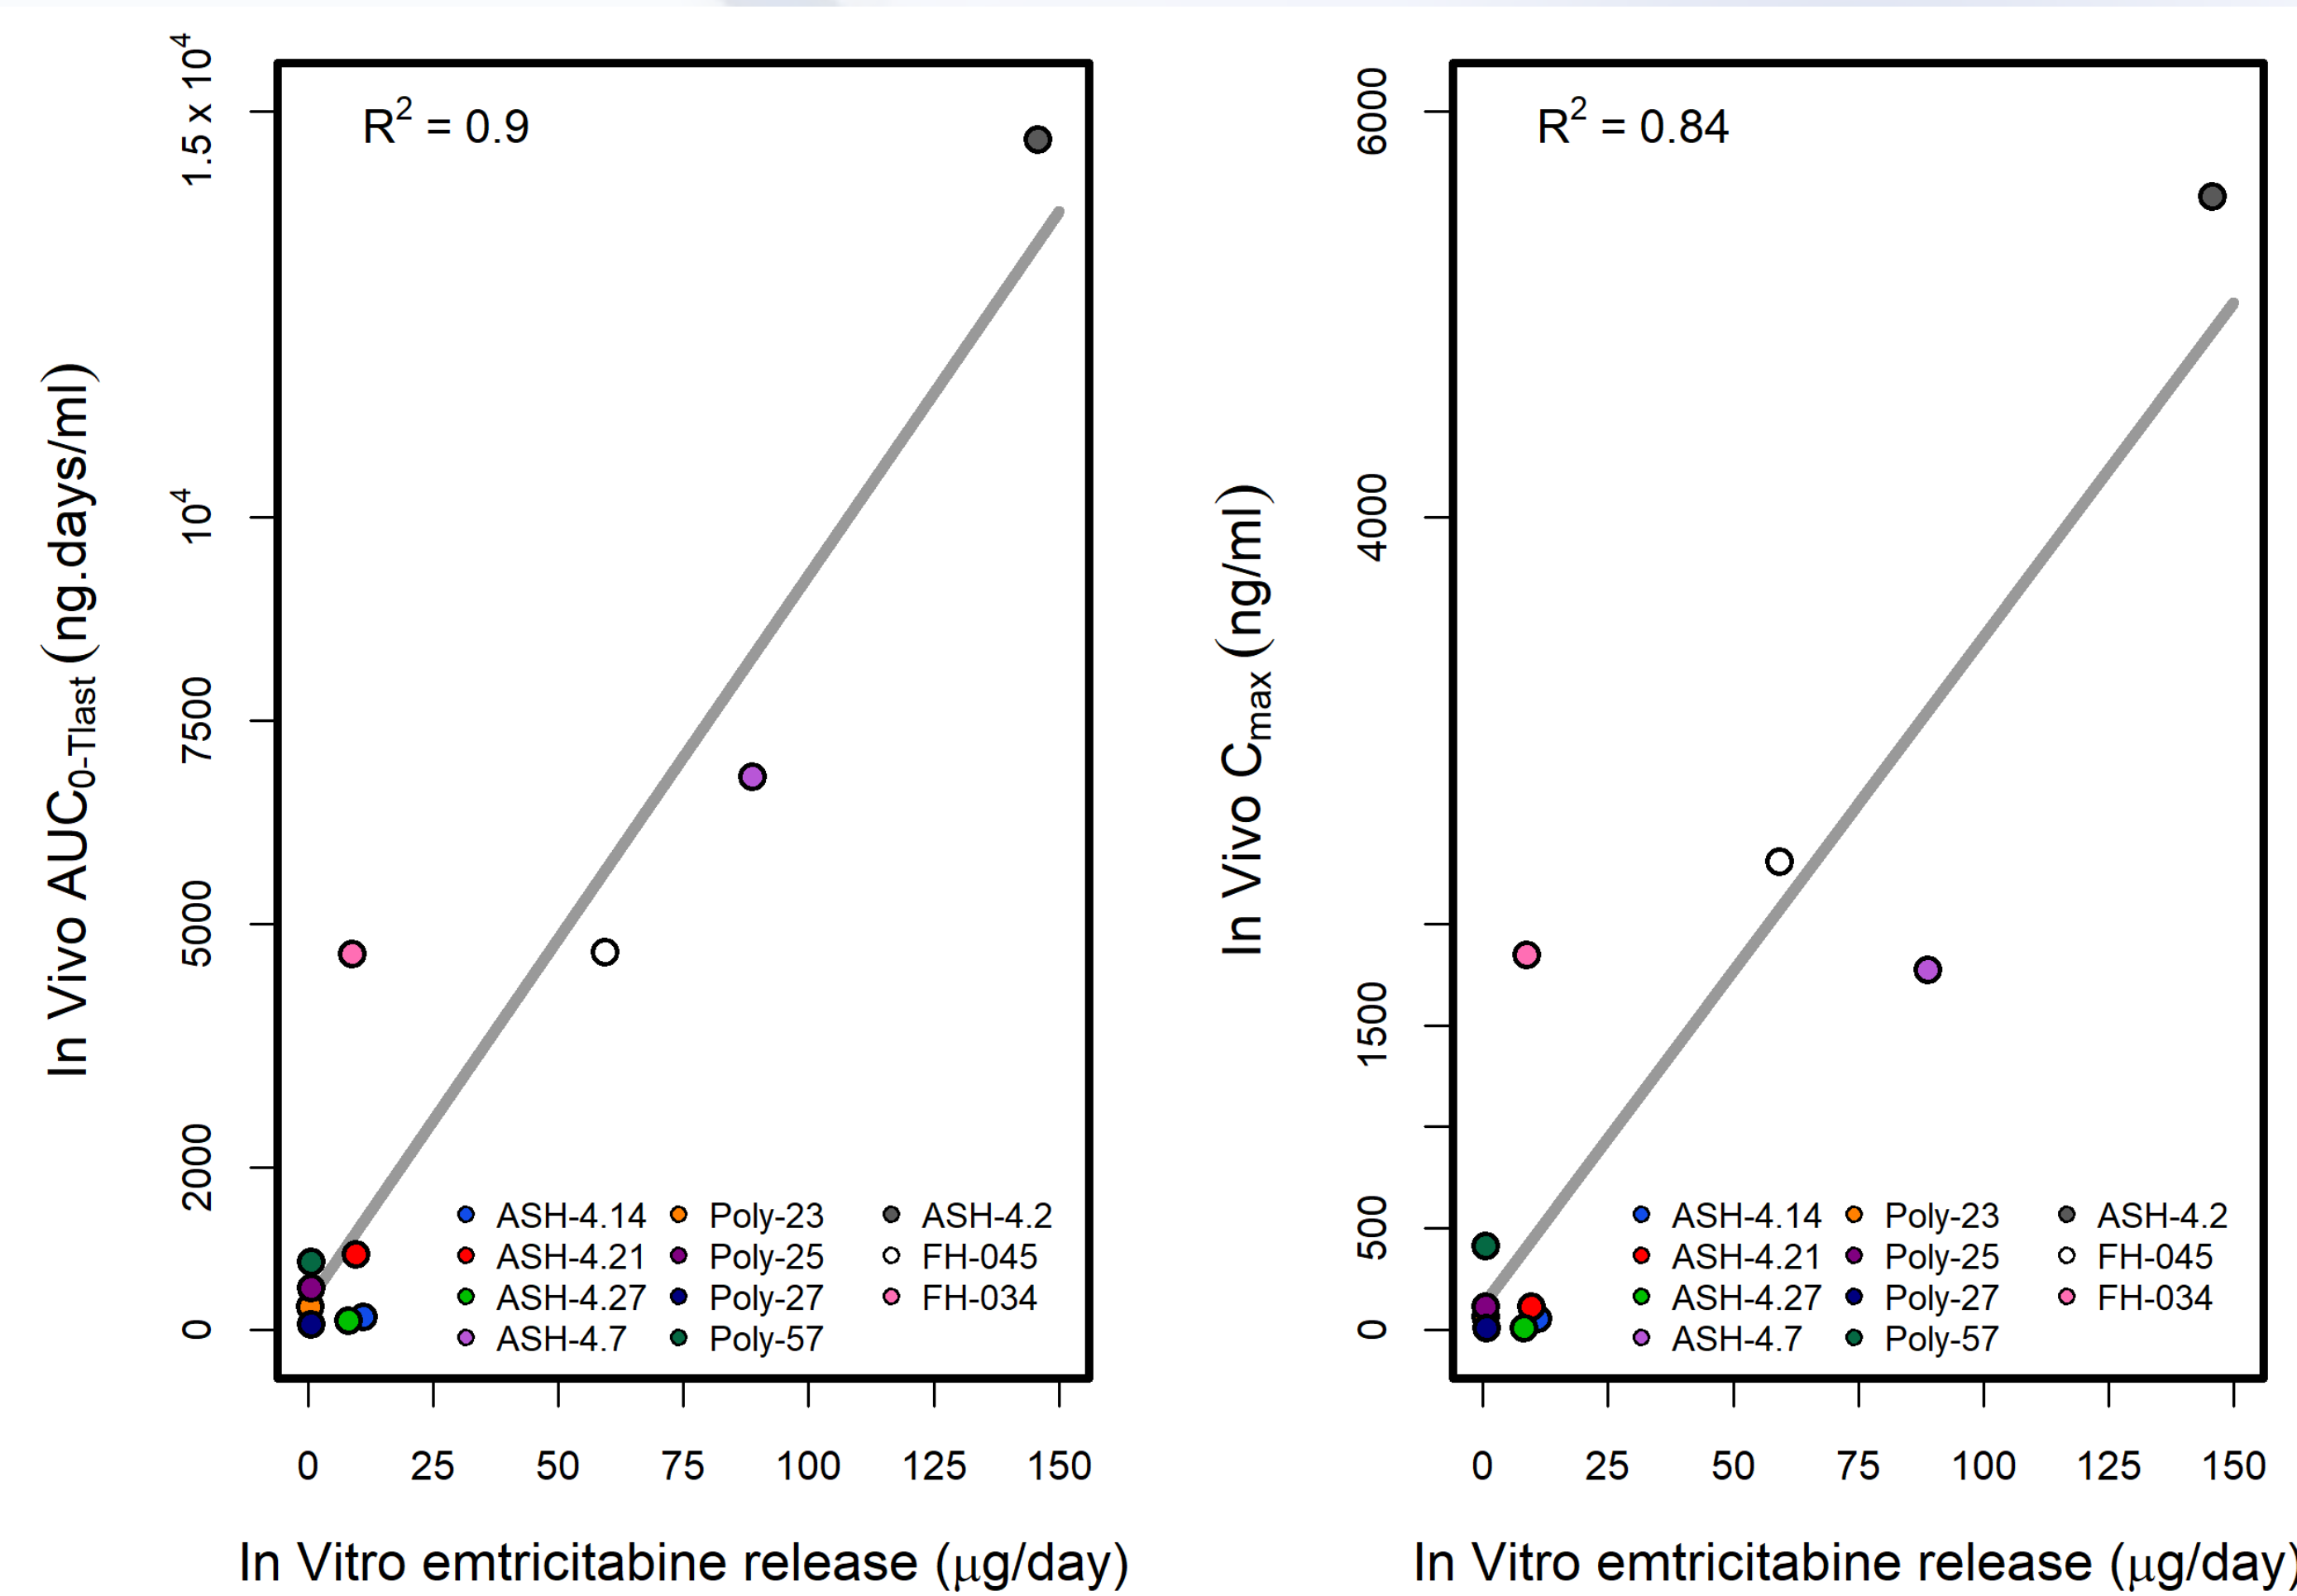 R² = 0.9
1.5 x 10⁴
10⁴
7500
5000
2000
0
In Vivo AUC0-Tlast (ng.days/ml)
ASH-4.14 Poly-23 ASH-4.2
ASH-4.21 Poly-25 FH-045
ASH-4.27 Poly-27 FH-034
ASH-4.7 Poly-57
0 25 50 75 100 125 150
In Vitro emtricitabine release (μg/day)
R² = 0.84
6000
4000
1500
500
0
In Vivo Cmax (ng/ml)
ASH-4.14 Poly-23 ASH-4.2
ASH-4.21 Poly-25 FH-045
ASH-4.27 Poly-27 FH-034
ASH-4.7 Poly-57
0 25 50 75 100 125 150
In Vitro emtricitabine release (μg/day)